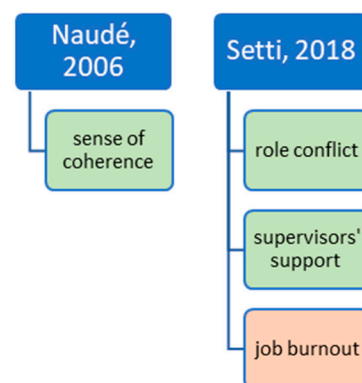 Naudé,
2006
sense of
coherence
Setti, 2018
role conflict
supervisors'
support
job burnout